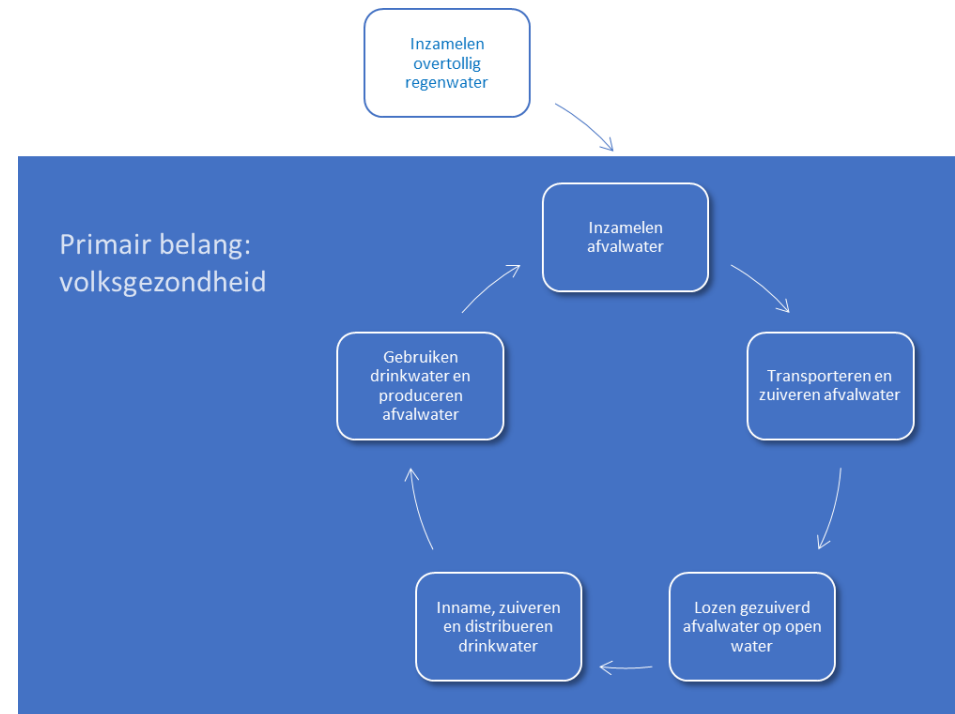 Inzamelen
overtollig
regenwater
Primair belang:
volksgezondheid
Inzamelen
afvalwater
Transporteren en
zuiveren afvalwater
Lozen gezuiverd
afvalwater op open
water
Inname, zuiveren
en distribueren
drinkwater
Gebruiken
drinkwater en
produceren
afvalwater